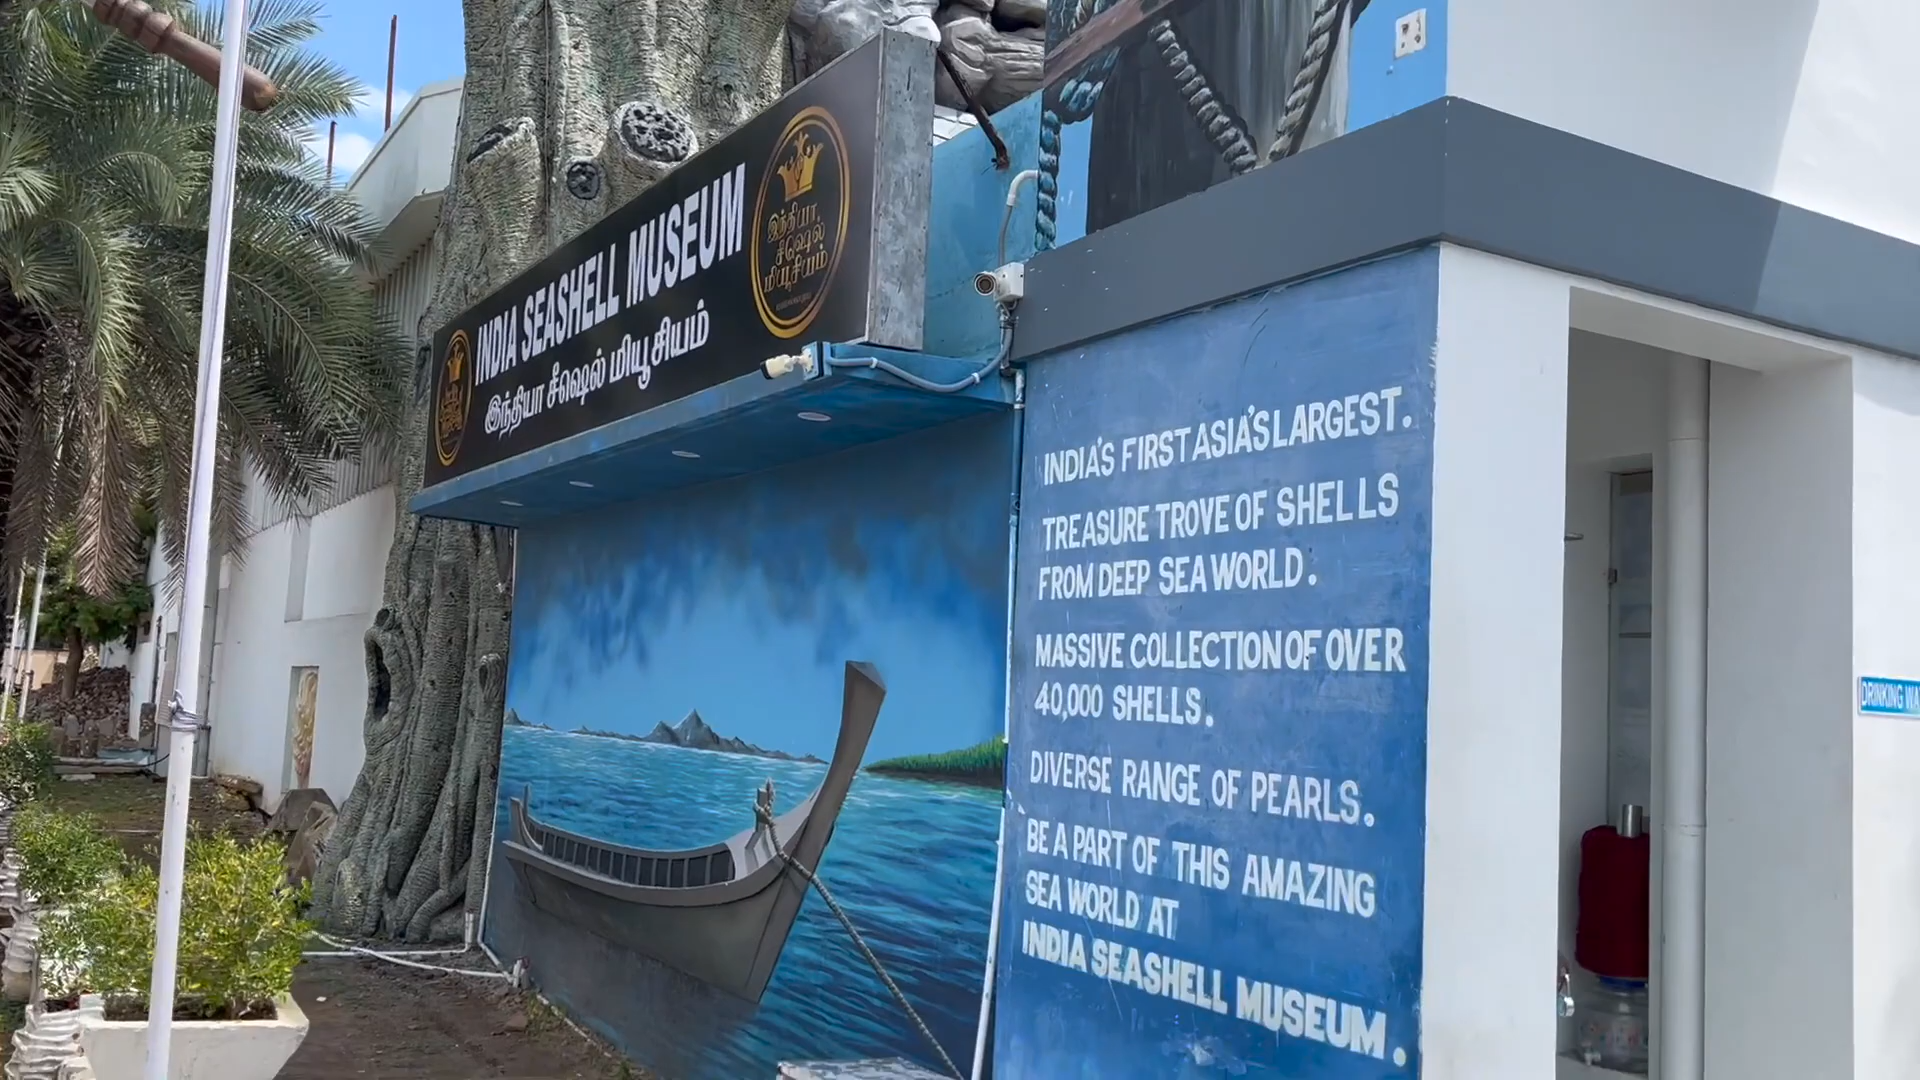 INDIA SEASHELL MUSEUM
இந்தியா சீஷெல் மியூசியம்
இந்தியா
சீஷெல்
மியூசியம்
INDIA'S FIRST ASIA'S LARGEST.
TREASURE TROVE OF SHELLS
FROM DEEP SEA WORLD.
MASSIVE COLLECTION OF OVER
40,000 SHELLS.
DIVERSE RANGE OF PEARLS.
BE A PART OF THIS AMAZING
SEA WORLD AT
INDIA SEASHELL MUSEUM.
DRINKING WA